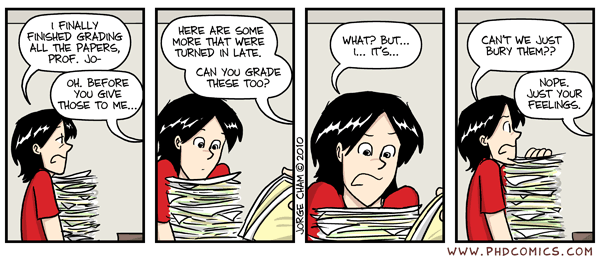 I FINALLY
FINISHED GRADING
ALL THE PAPERS,
PROF. JO-
OH. BEFORE
YOU GIVE
THOSE TO ME...
HERE ARE SOME
MORE THAT WERE
TURNED IN LATE.
CAN YOU GRADE
THESE TOO?
JORGE CHAM © 2010
WHAT? BUT...
I... IT'S...
CAN'T WE JUST
BURY THEM??
NOPE.
JUST YOUR
FEELINGS.
WWW.PHDCOMICS.COM